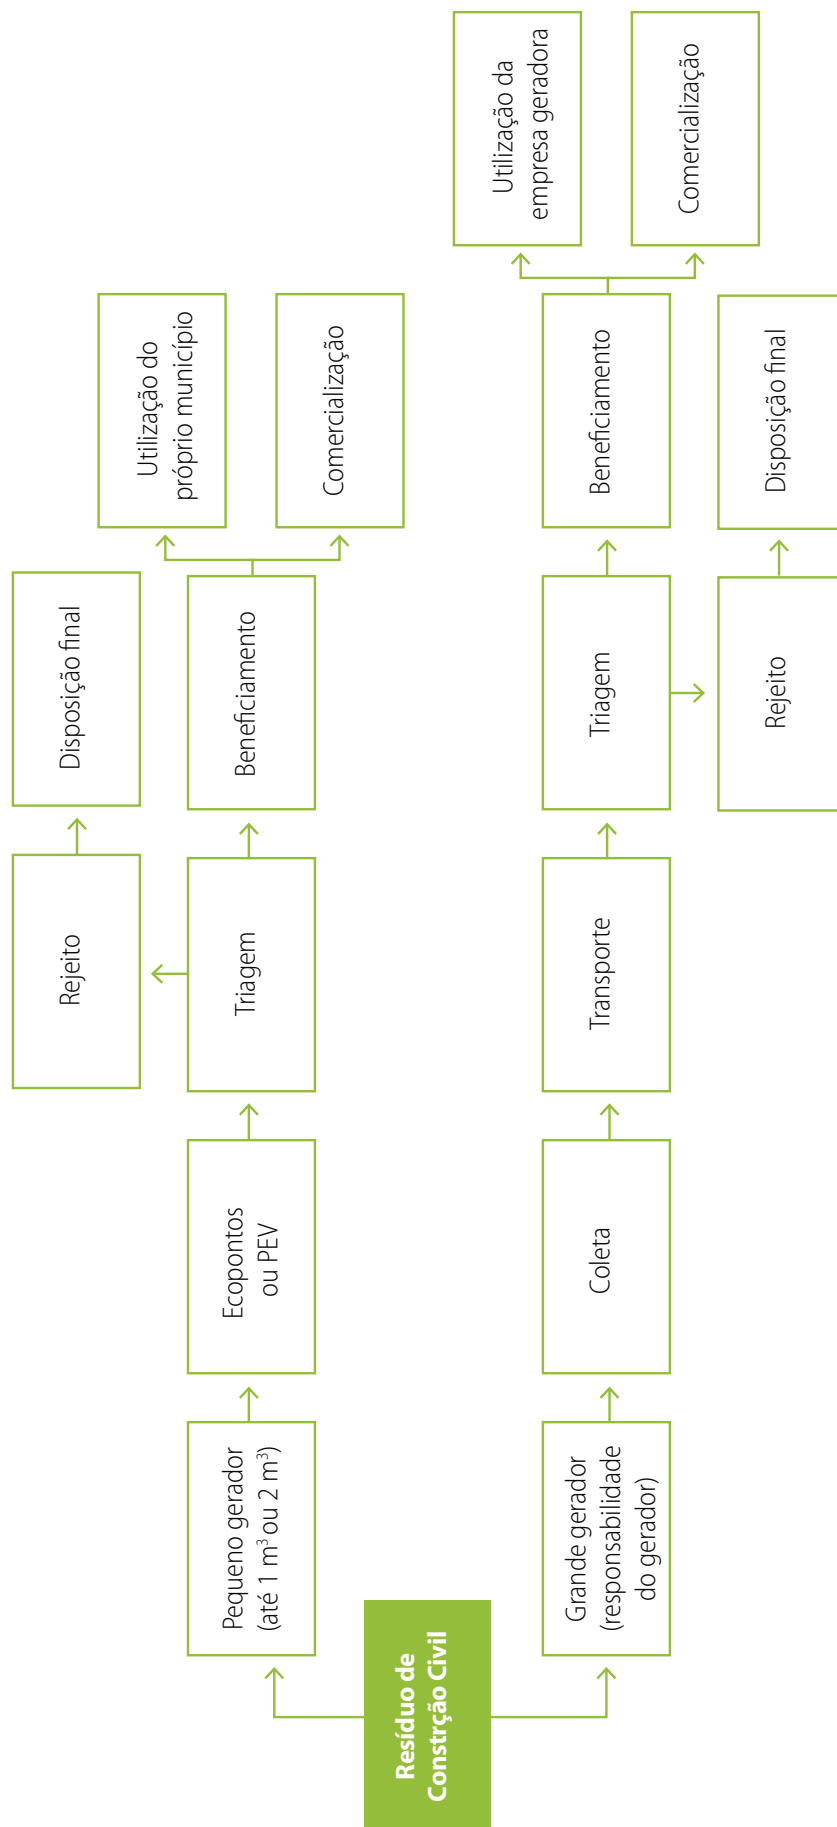 Resíduo de
Constrção Civil
Pequeno gerador
(até 1 m³ ou 2 m³)
Ecopontos
ou PEV
Triagem
Rejeito
Disposição final
Beneficiamento
Utilização do
próprio município
Comercialização
Grande gerador
(responsabilidade
do gerador)
Coleta
Transporte
Triagem
Beneficiamento
Utilização da
empresa geradora
Comercialização
Rejeito
Disposição final